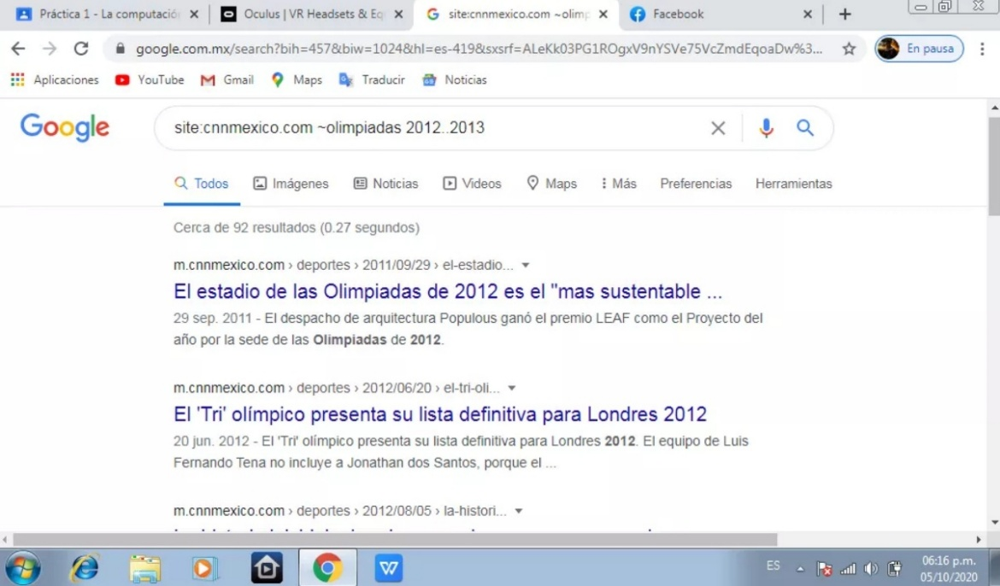 Práctica 1 - La computació
Oculus | VR Headsets & Eq
site:cnnmexico.com ~olimp
Facebook
google.com.mx/search?bih=457&biw=1024&hl=es-419&sxsrf=ALeKk03PG1ROgxV9nYSVe75VcZmdEqoaDw%3...
En pausa
Aplicaciones
YouTube
Gmail
Maps
Traducir
Noticias
Google
site:cnnmexico.com ~olimpiadas 2012..2013
Todos
Imágenes
Noticias
Videos
Maps
Más
Preferencias
Herramientas
Cerca de 92 resultados (0.27 segundos)
m.cnnmexico.com › deportes › 2011/09/29 › el-estadio...
El estadio de las Olimpiadas de 2012 es el "mas sustentable ...
29 sep. 2011 - El despacho de arquitectura Populous ganó el premio LEAF como el Proyecto del
año por la sede de las Olimpiadas de 2012.
m.cnnmexico.com › deportes › 2012/06/20 › el-tri-oli...
El 'Tri' olímpico presenta su lista definitiva para Londres 2012
20 jun. 2012 - El 'Tri' olímpico presenta su lista definitiva para Londres 2012. El equipo de Luis
Fernando Tena no incluye a Jonathan dos Santos, porque el ...
m.cnnmexico.com › deportes › 2012/08/05 › la-histori...
ES
06:16 p.m.
05/10/2020